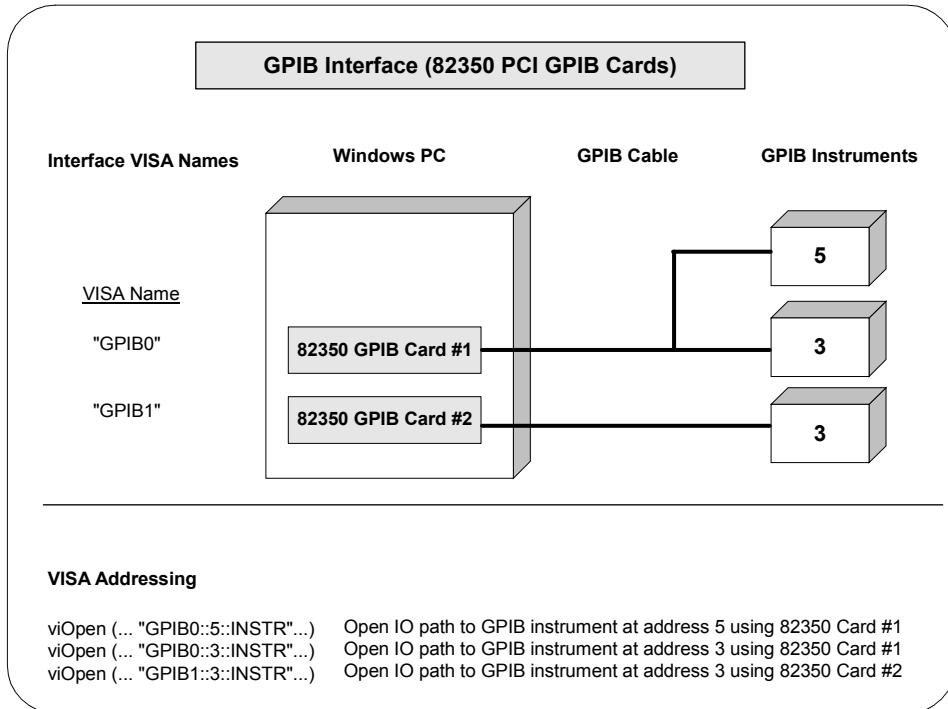 GPIB Interface (82350 PCI GPIB Cards)
Interface VISA Names
Windows PC
GPIB Cable
GPIB Instruments
5
VISA Name
"GPIB0"
82350 GPIB Card #1
3
"GPIB1"
82350 GPIB Card #2
3
VISA Addressing
viOpen (... "GPIB0::5::INSTR"...) Open IO path to GPIB instrument at address 5 using 82350 Card #1
viOpen (... "GPIB0::3::INSTR"...) Open IO path to GPIB instrument at address 3 using 82350 Card #1
viOpen (... "GPIB1::3::INSTR"...) Open IO path to GPIB instrument at address 3 using 82350 Card #2